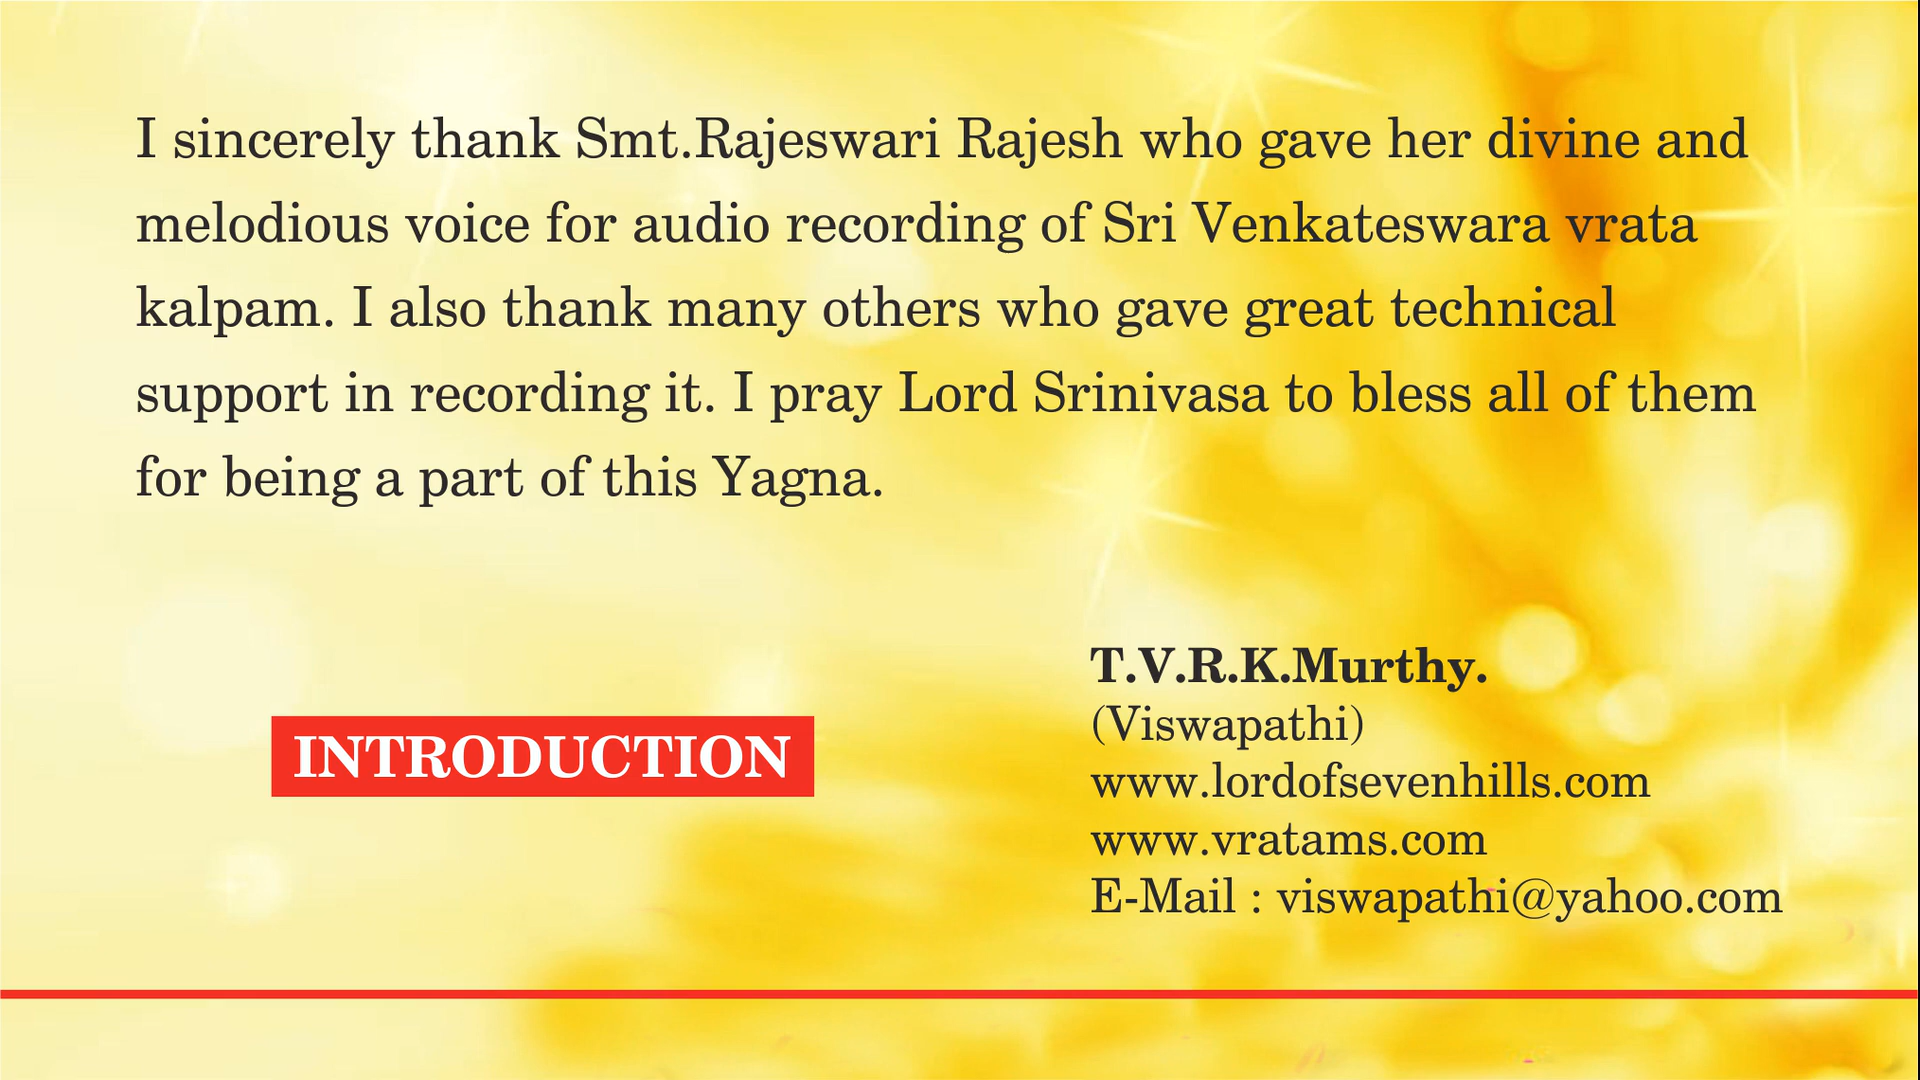 I sincerely thank Smt.Rajeswari Rajesh who gave her divine and
melodious voice for audio recording of Sri Venkateswara vrata
kalpam. I also thank many others who gave great technical
support in recording it. I pray Lord Srinivasa to bless all of them
for being a part of this Yagna.
INTRODUCTION
T.V.R.K.Murthy.
(Viswapathi)
www.lordofsevenhills.com
www.vratams.com
E-Mail : viswapathi@yahoo.com